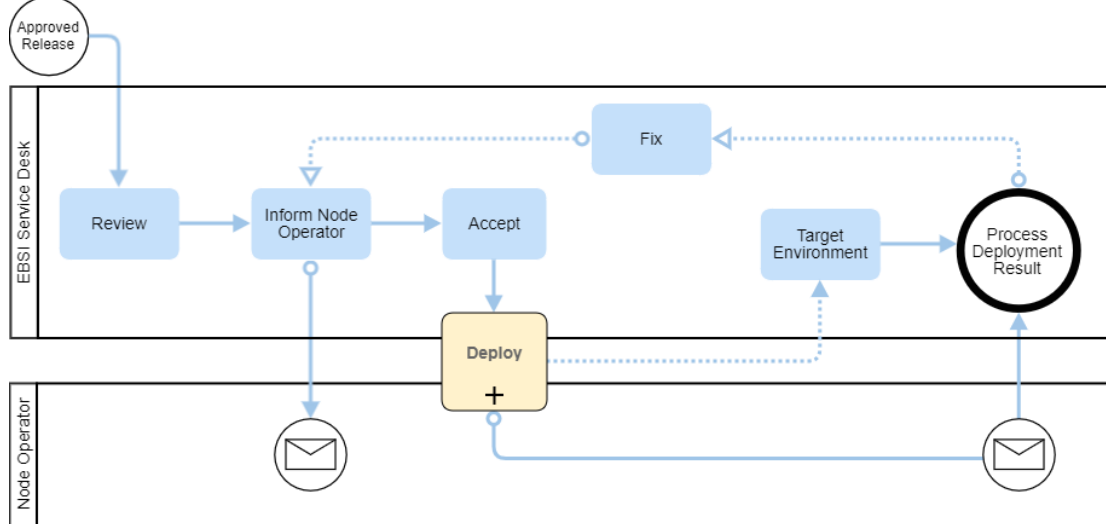 Approved
Release
EBSI Service Desk
Fix
Review
Inform Node
Operator
Accept
Target
Environment
Process
Deployment
Result
Deploy
Node Operator